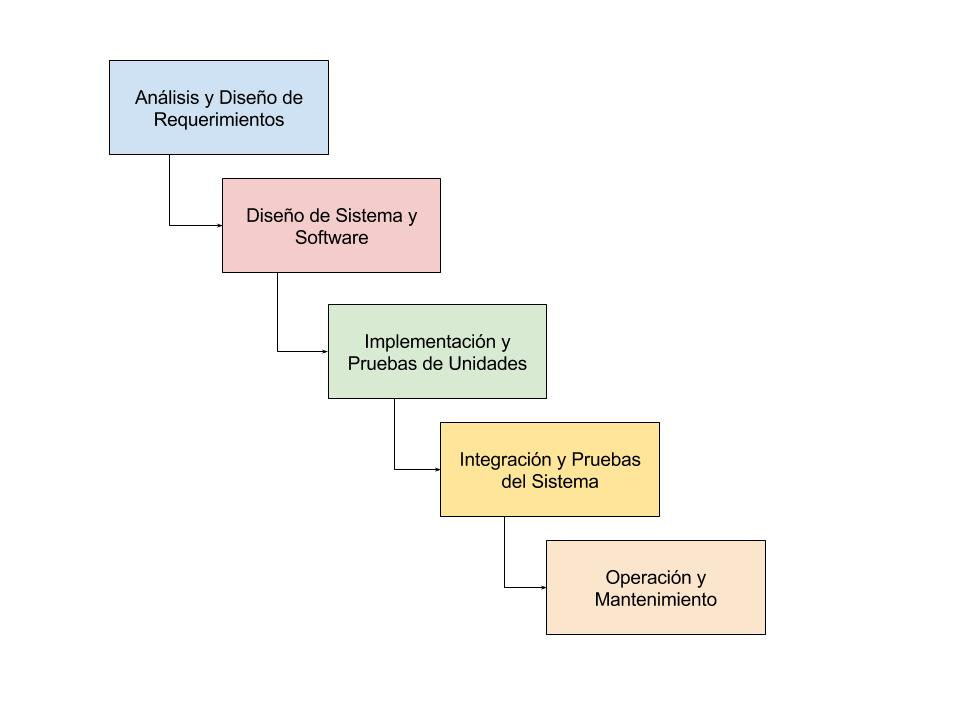 Análisis y Diseño de
Requerimientos
Diseño de Sistema y
Software
Implementación y
Pruebas de Unidades
Integración y Pruebas
del Sistema
Operación y
Mantenimiento